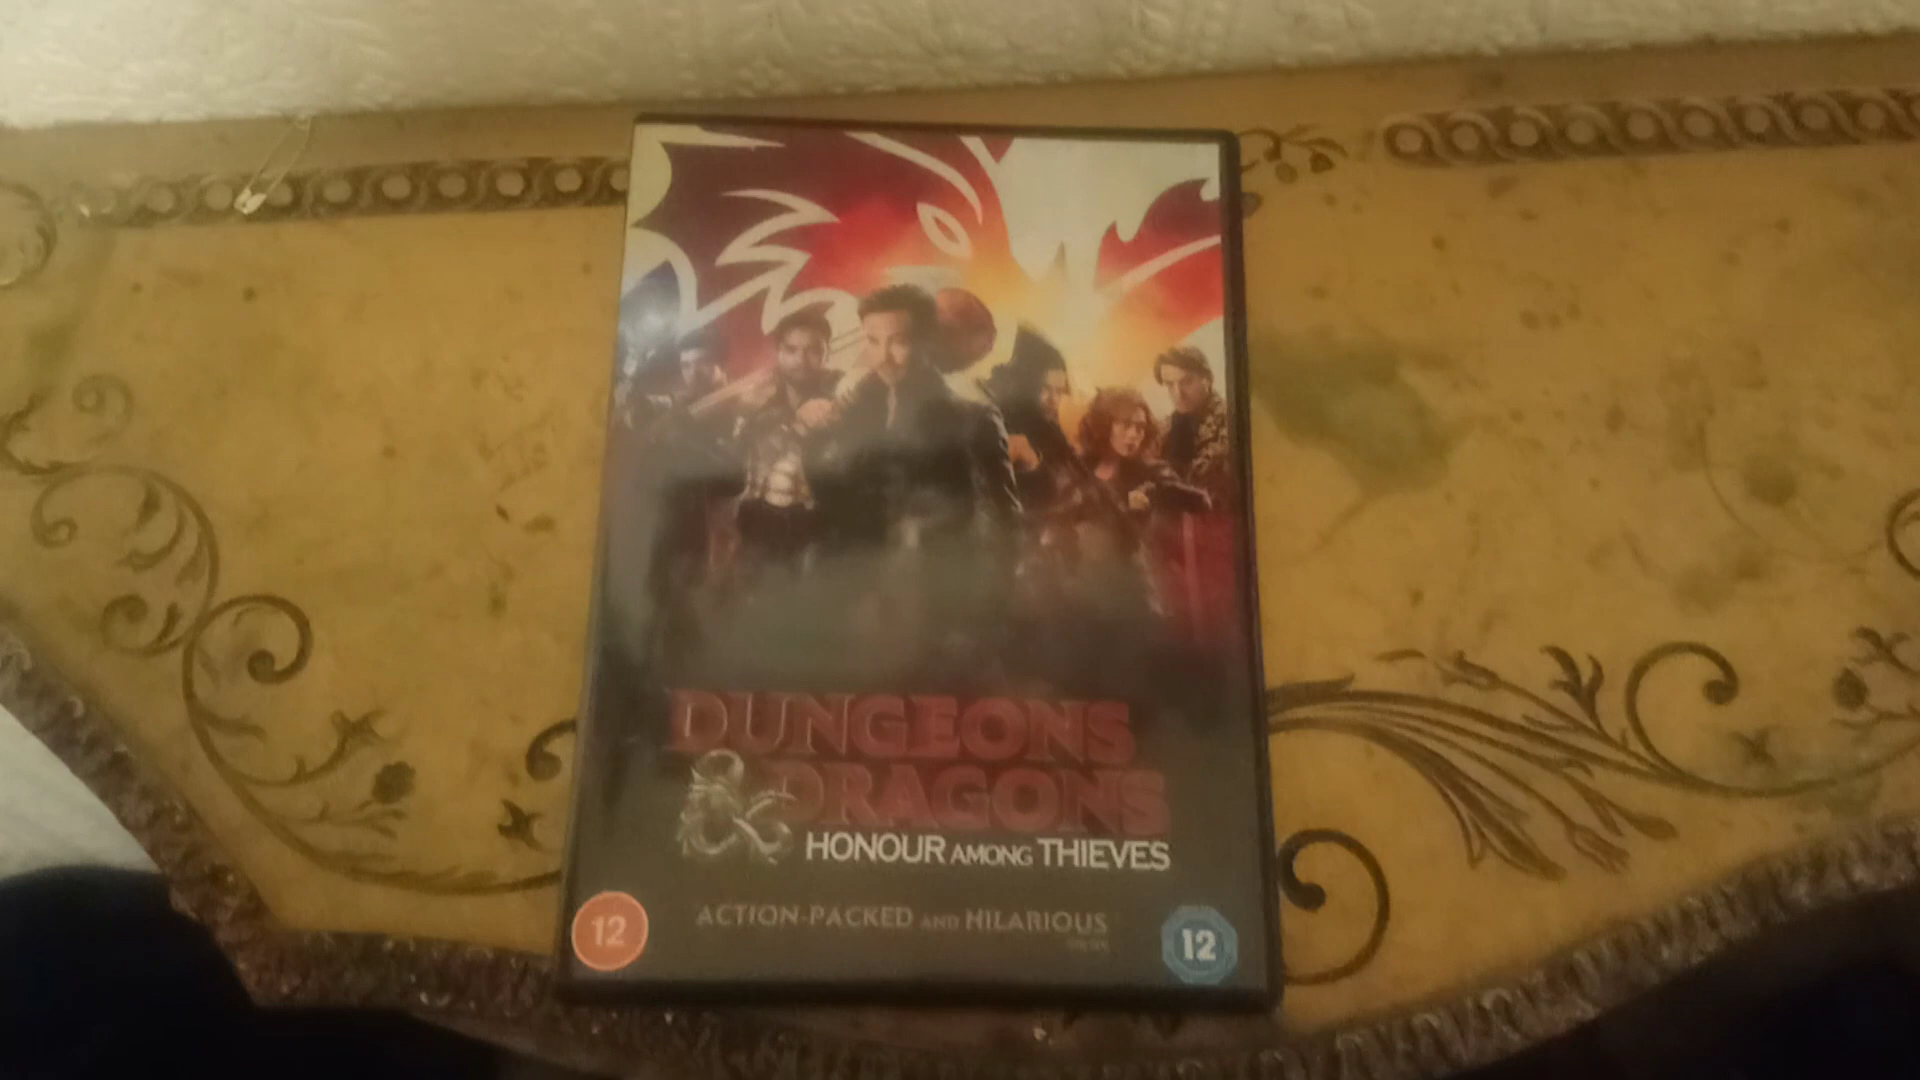 DUNGEONS
& DRAGONS
HONOUR AMONG THIEVES
ACTION-PACKED AND HILARIOUS
12
12